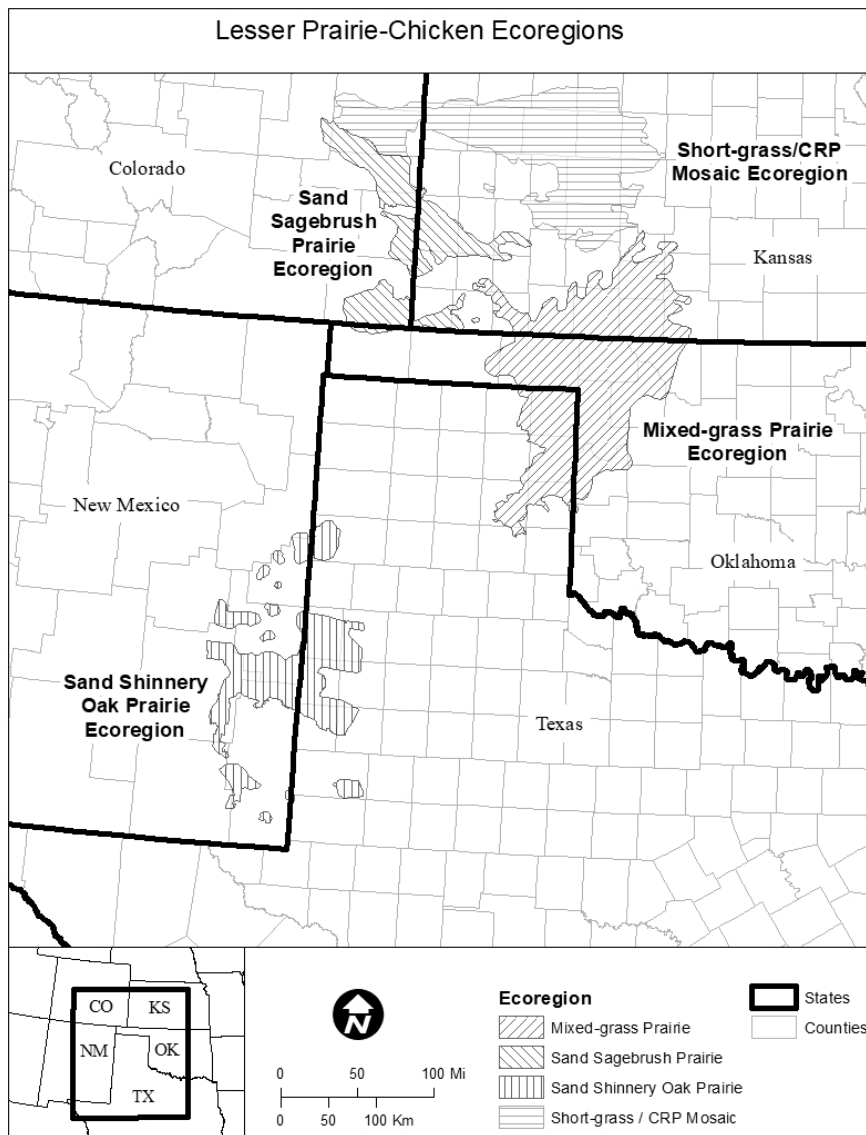 Lesser Prairie-Chicken Ecoregions
Short-grass/CRP
Mosaic Ecoregion
Colorado
Sand
Sagebrush
Prairie
Ecoregion
Kansas
Mixed-grass Prairie
Ecoregion
New Mexico
Oklahoma
Sand Shinnery
Oak Prairie
Ecoregion
Texas
CO
KS
NM
OK
TX
N
0 50 100 Mi
0 50 100 Km
Ecoregion
Mixed-grass Prairie
Sand Sagebrush Prairie
Sand Shinnery Oak Prairie
Short-grass / CRP Mosaic
States
Counties